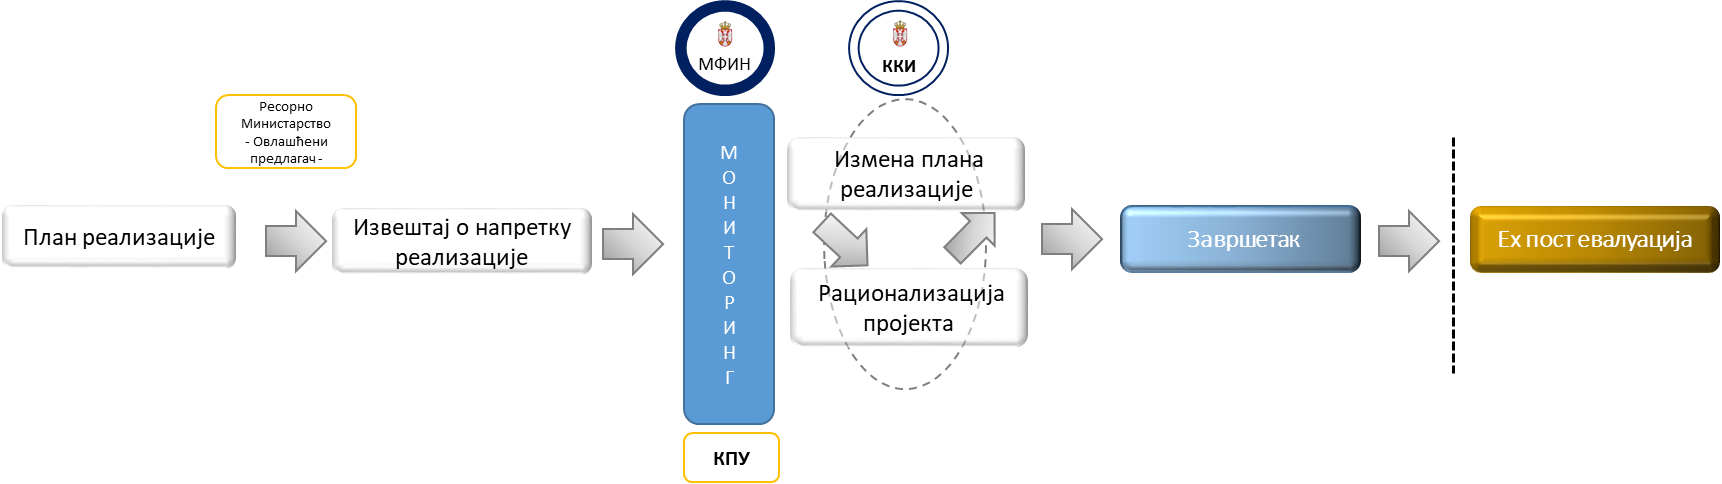 МФИН
ККИ
Ресорно
Министарство
- Овлашћени
предлагач -
План реализације
Извештај о напретку
реализације
М
О
Н
И
Т
О
Р
И
Н
Г
КПУ
Измена плана
реализације
Рационализација
пројекта
Завршетак
Ех пост евалуација